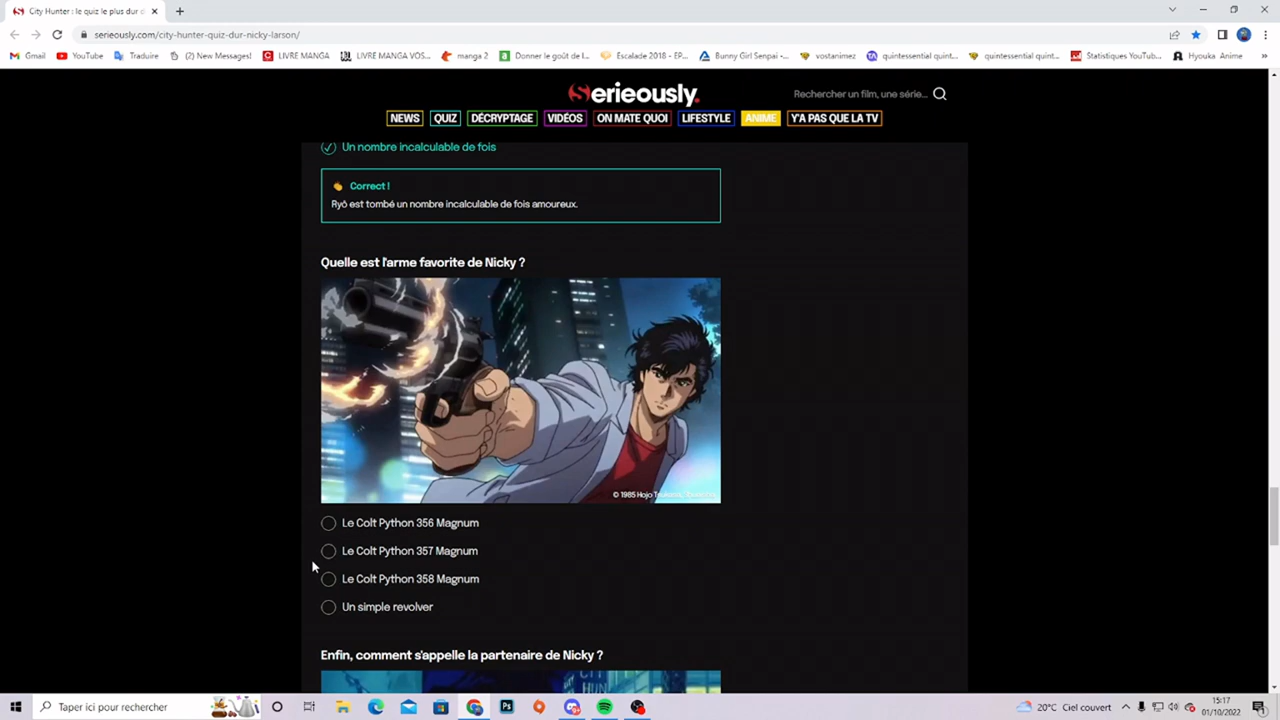 City Hunter : le quiz le plus dur d
serieously.com/city-hunter-quiz-dur-nicky-larson/
Gmail YouTube Traduire (2) New Messages! LIVRE MANGA LIVRE MANGA VOS... manga 2 Donner le goût de l... Escalade 2018 - EP... Bunny Girl Senpai -... vostanimez quintessential quint... quintessential quint... Statistiques YouTub... Hyouka Anime
Serieously.
Rechercher un film, une série...
NEWS QUIZ DÉCRYPTAGE VIDÉOS ON MATE QUOI LIFESTYLE ANIME Y'A PAS QUE LA TV
Un nombre incalculable de fois
Correct !
Ryô est tombé un nombre incalculable de fois amoureux.
Quelle est l'arme favorite de Nicky ?
© 1985 Hojo
Le Colt Python 356 Magnum
Le Colt Python 357 Magnum
Le Colt Python 358 Magnum
Un simple revolver
Enfin, comment s'appelle la partenaire de Nicky ?
CITY
HUN
Taper ici pour rechercher
20°C Ciel couvert
15:17
01/10/2022